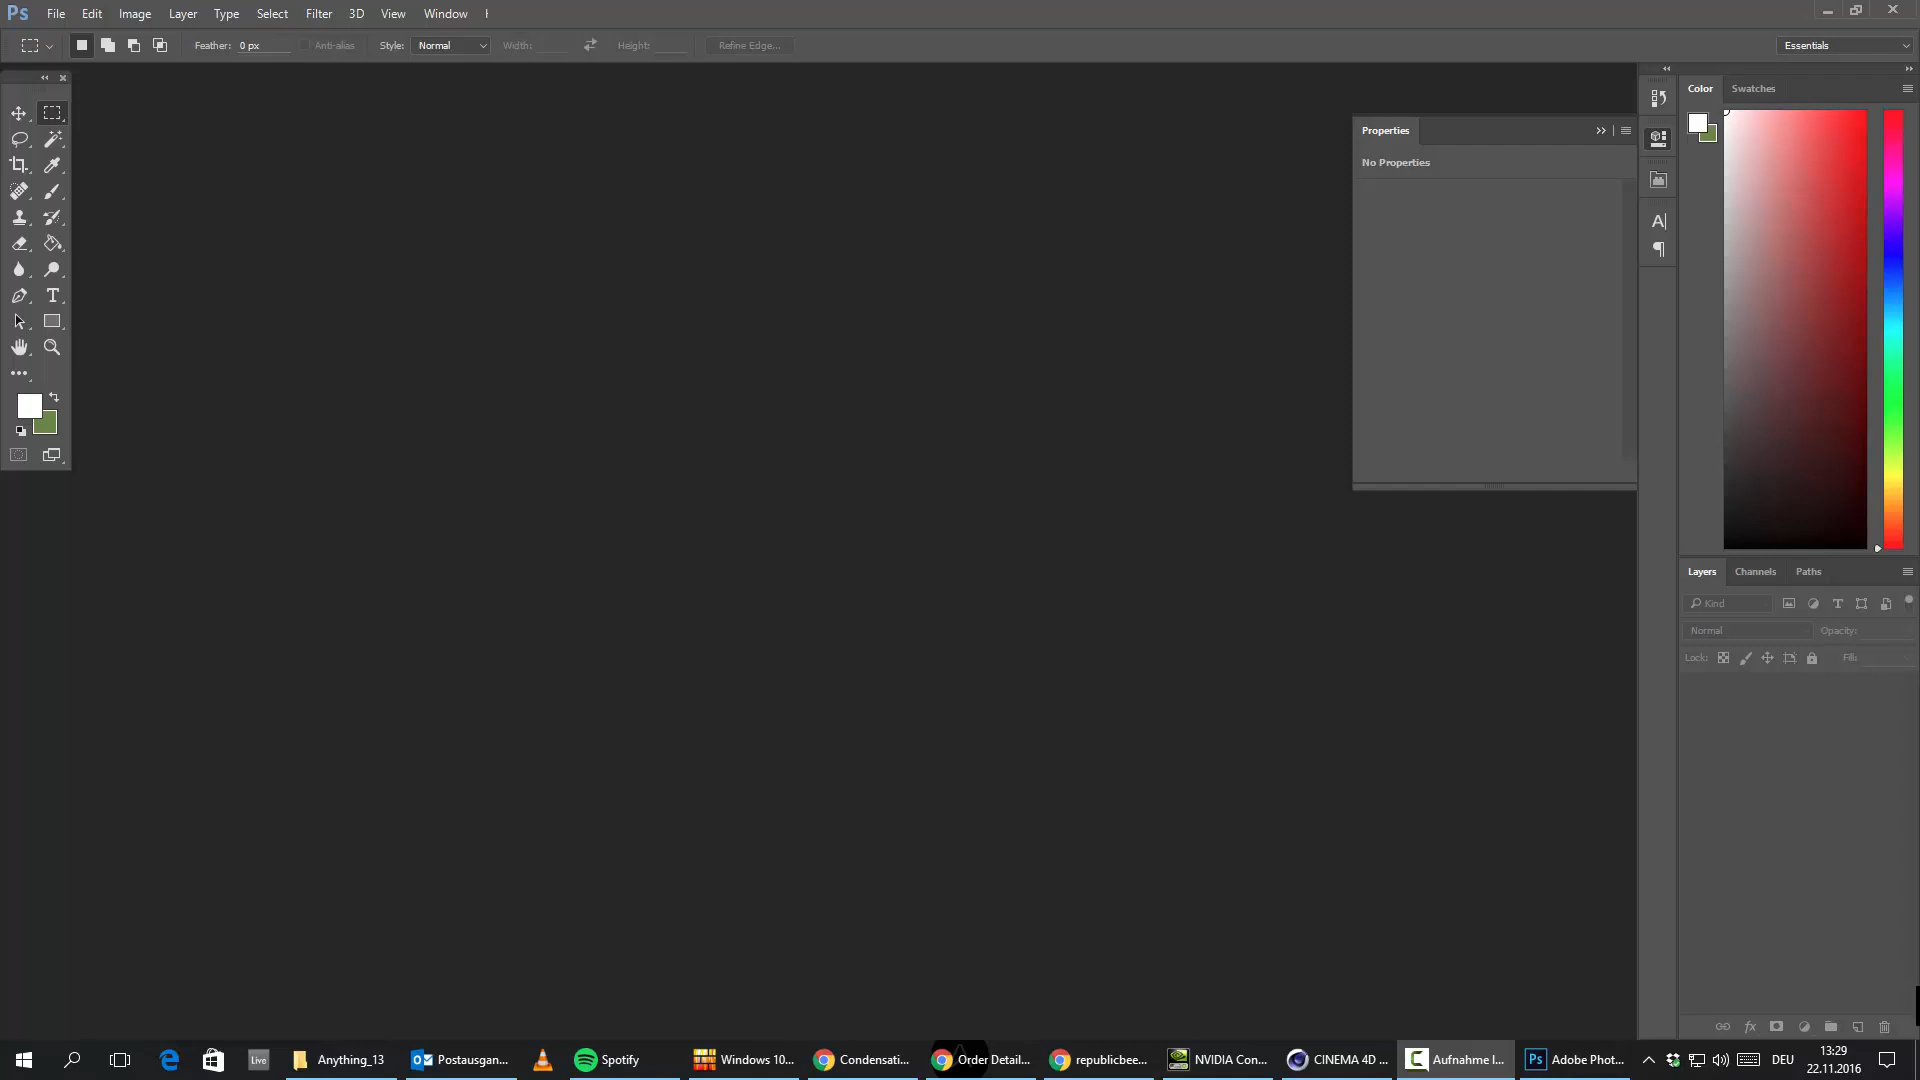 Ps File Edit Image Layer Type Select Filter 3D View Window
Feather: 0 px Anti-alias Style: Normal Width: Height: Refine Edge... Essentials
Color Swatches
Properties
No Properties
Layers Channels Paths
Kind
Normal Opacity:
Lock: Fill:
Live Anything_13 Postausgan... Spotify Windows 10... Condensati... Order Detail... republicbee... NVIDIA Con... CINEMA 4D ... Aufnahme l... Adobe Phot... DEU 13:29
22.11.2016